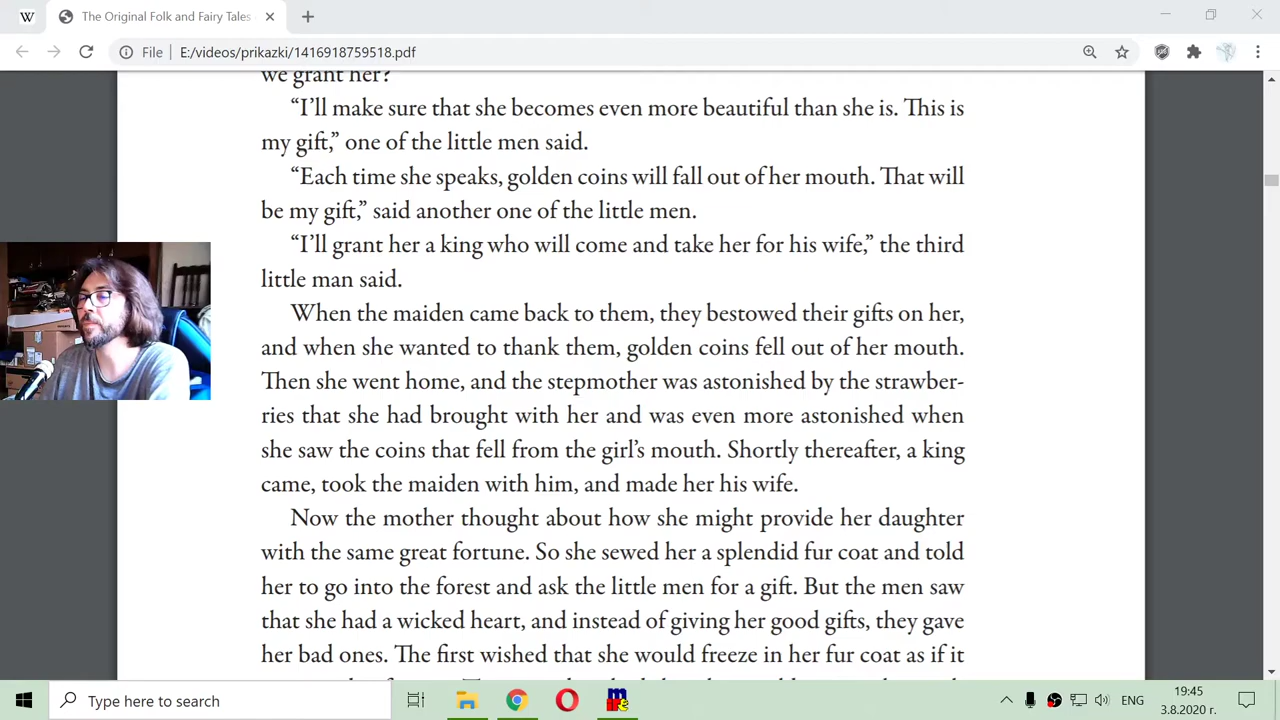 The Original Folk and Fairy Tales
File
E:/videos/prikazki/1416918759518.pdf
we grant her?
“I’ll make sure that she becomes even more beautiful than she is. This is
my gift,” one of the little men said.
“Each time she speaks, golden coins will fall out of her mouth. That will
be my gift,” said another one of the little men.
“I’ll grant her a king who will come and take her for his wife,” the third
little man said.
When the maiden came back to them, they bestowed their gifts on her,
and when she wanted to thank them, golden coins fell out of her mouth.
Then she went home, and the stepmother was astonished by the strawber-
ries that she had brought with her and was even more astonished when
she saw the coins that fell from the girl’s mouth. Shortly thereafter, a king
came, took the maiden with him, and made her his wife.
Now the mother thought about how she might provide her daughter
with the same great fortune. So she sewed her a splendid fur coat and told
her to go into the forest and ask the little men for a gift. But the men saw
that she had a wicked heart, and instead of giving her good gifts, they gave
her bad ones. The first wished that she would freeze in her fur coat as if it
Type here to search
ЕНГ
19:45
3.8.2020 г.